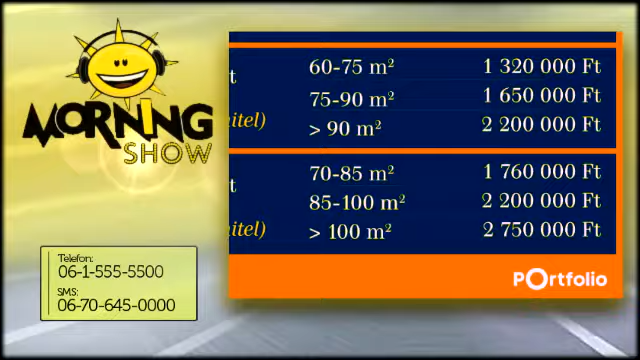 MORNING
SHOW
Telefon:
06-1-555-5500
SMS:
06-70-645-0000
60-75 m² 1 320 000 Ft
t
75-90 m² 1 650 000 Ft
itel)
> 90 m² 2 200 000 Ft
70-85 m² 1 760 000 Ft
t
85-100 m² 2 200 000 Ft
itel)
> 100 m² 2 750 000 Ft
Portfolio